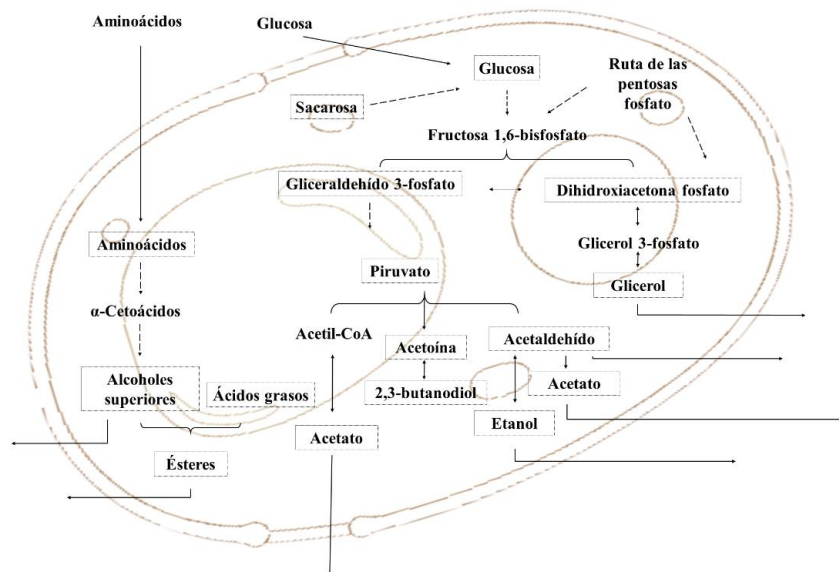 Aminoácidos
Glucosa
Glucosa
Ruta de las
pentosas
fosfato
Sacarosa
Fructosa 1,6-bisfosfato
Gliceraldehído 3-fosfato
Dihidroxiacetona fosfato
Aminoácidos
Glicerol 3-fosfato
Piruvato
Glicerol
α-Cetoácidos
Acetil-CoA
Acetoína
Acetaldehído
Alcoholes
superiores
Ácidos grasos
2,3-butanodiol
Acetato
Acetato
Etanol
Ésteres